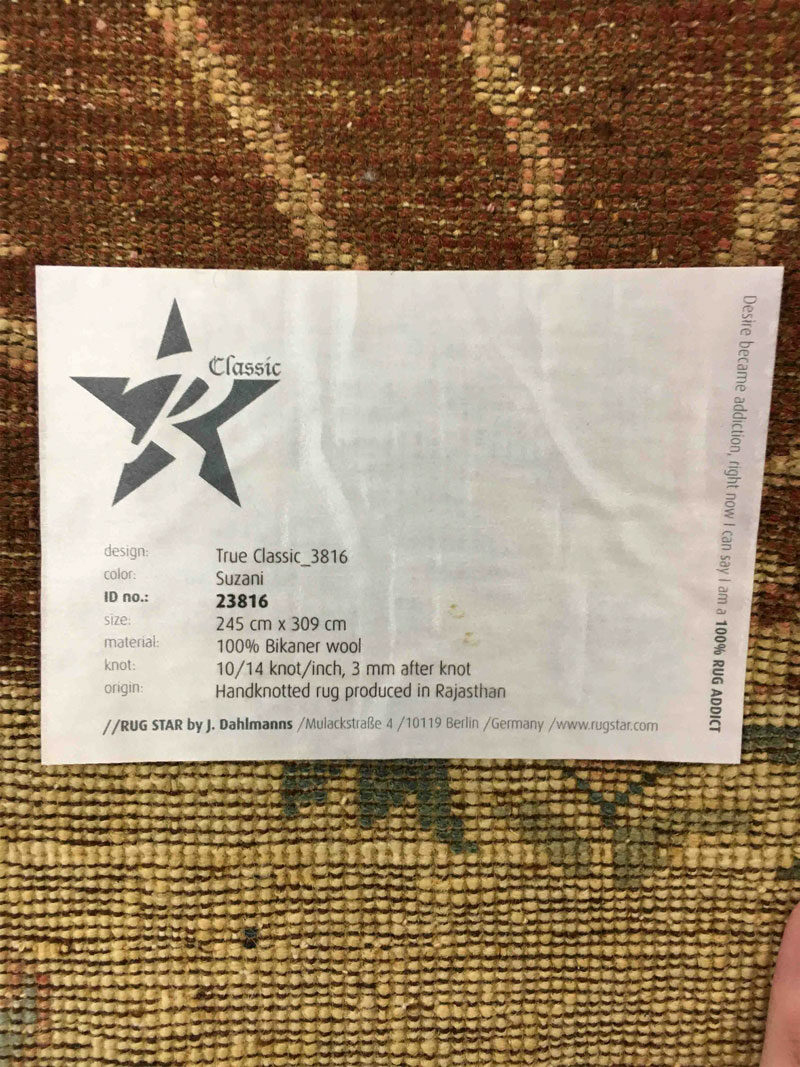 Classic
design: True Classic_3816
color: Suzani
ID no.: 23816
size: 245 cm x 309 cm
material: 100% Bikaner wool
knot: 10/14 knot/inch, 3 mm after knot
origin: Handknotted rug produced in Rajasthan
//RUG STAR by J. Dahlmanns /Mulackstraße 4 /10119 Berlin /Germany /www.rugstar.com
Desire became addiction, right now I can say I am a 100% RUG ADDICT